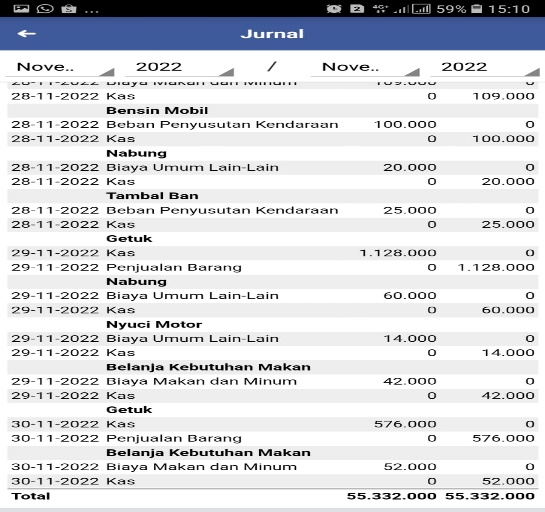 ... 4G+ 59% 15:10
Jurnal
Nove.. 2022 / Nove.. 2022
28-11-2022 Biaya Makan dan Minum 109.000 0
28-11-2022 Kas 0 109.000
Bensin Mobil
28-11-2022 Beban Penyusutan Kendaraan 100.000 0
28-11-2022 Kas 0 100.000
Nabung
28-11-2022 Biaya Umum Lain-Lain 20.000 0
28-11-2022 Kas 0 20.000
Tambal Ban
28-11-2022 Beban Penyusutan Kendaraan 25.000 0
28-11-2022 Kas 0 25.000
Getuk
29-11-2022 Kas 1.128.000 0
29-11-2022 Penjualan Barang 0 1.128.000
Nabung
29-11-2022 Biaya Umum Lain-Lain 60.000 0
29-11-2022 Kas 0 60.000
Nyuci Motor
29-11-2022 Biaya Umum Lain-Lain 14.000 0
29-11-2022 Kas 0 14.000
Belanja Kebutuhan Makan
29-11-2022 Biaya Makan dan Minum 42.000 0
29-11-2022 Kas 0 42.000
Getuk
30-11-2022 Kas 576.000 0
30-11-2022 Penjualan Barang 0 576.000
Belanja Kebutuhan Makan
30-11-2022 Biaya Makan dan Minum 52.000 0
30-11-2022 Kas 0 52.000
Total 55.332.000 55.332.000